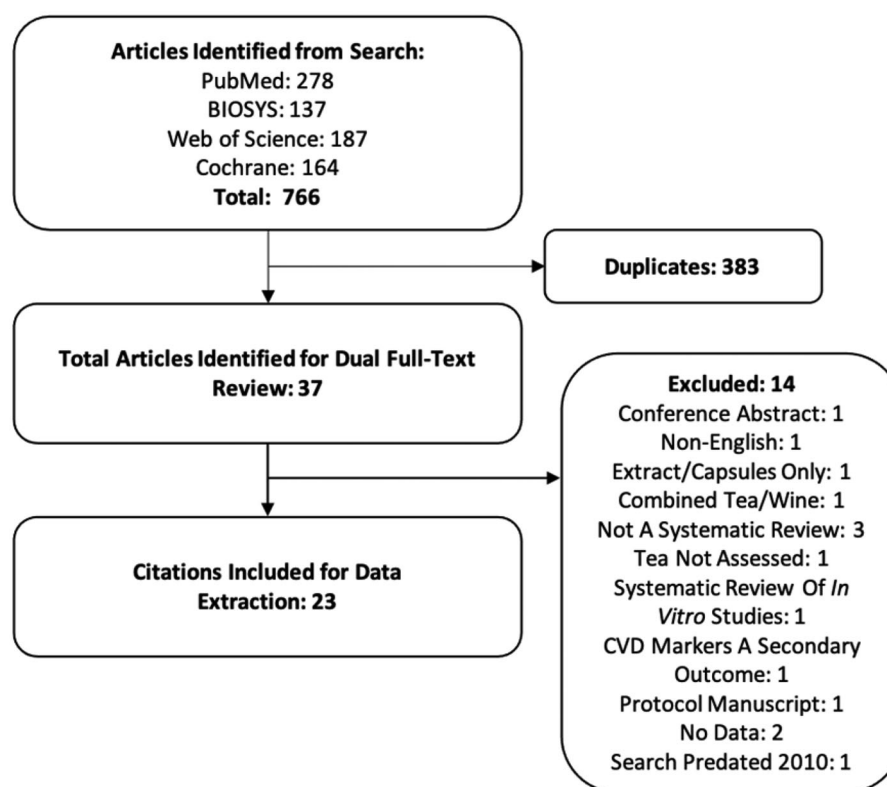 Articles Identified from Search:
PubMed: 278
BIOSYS: 137
Web of Science: 187
Cochrane: 164
Total: 766
Duplicates: 383
Total Articles Identified for Dual Full-Text
Review: 37
Excluded: 14
Conference Abstract: 1
Non-English: 1
Extract/Capsules Only: 1
Combined Tea/Wine: 1
Not A Systematic Review: 3
Tea Not Assessed: 1
Systematic Review Of In
Vitro Studies: 1
CVD Markers A Secondary
Outcome: 1
Protocol Manuscript: 1
No Data: 2
Search Predated 2010: 1
Citations Included for Data
Extraction: 23